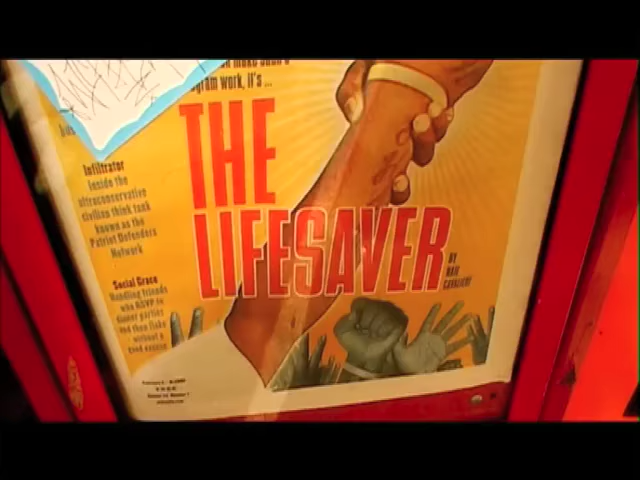 gram work, it's ...
THE
LIFESAVER
BY
Infiltrator
Inside the
ultraconservative
civilian think tank
known as the
Patriot Defenders
Network
Social Grace
Handling friends
who RSVP to
dinner parties
and then flake
without a
good excuse